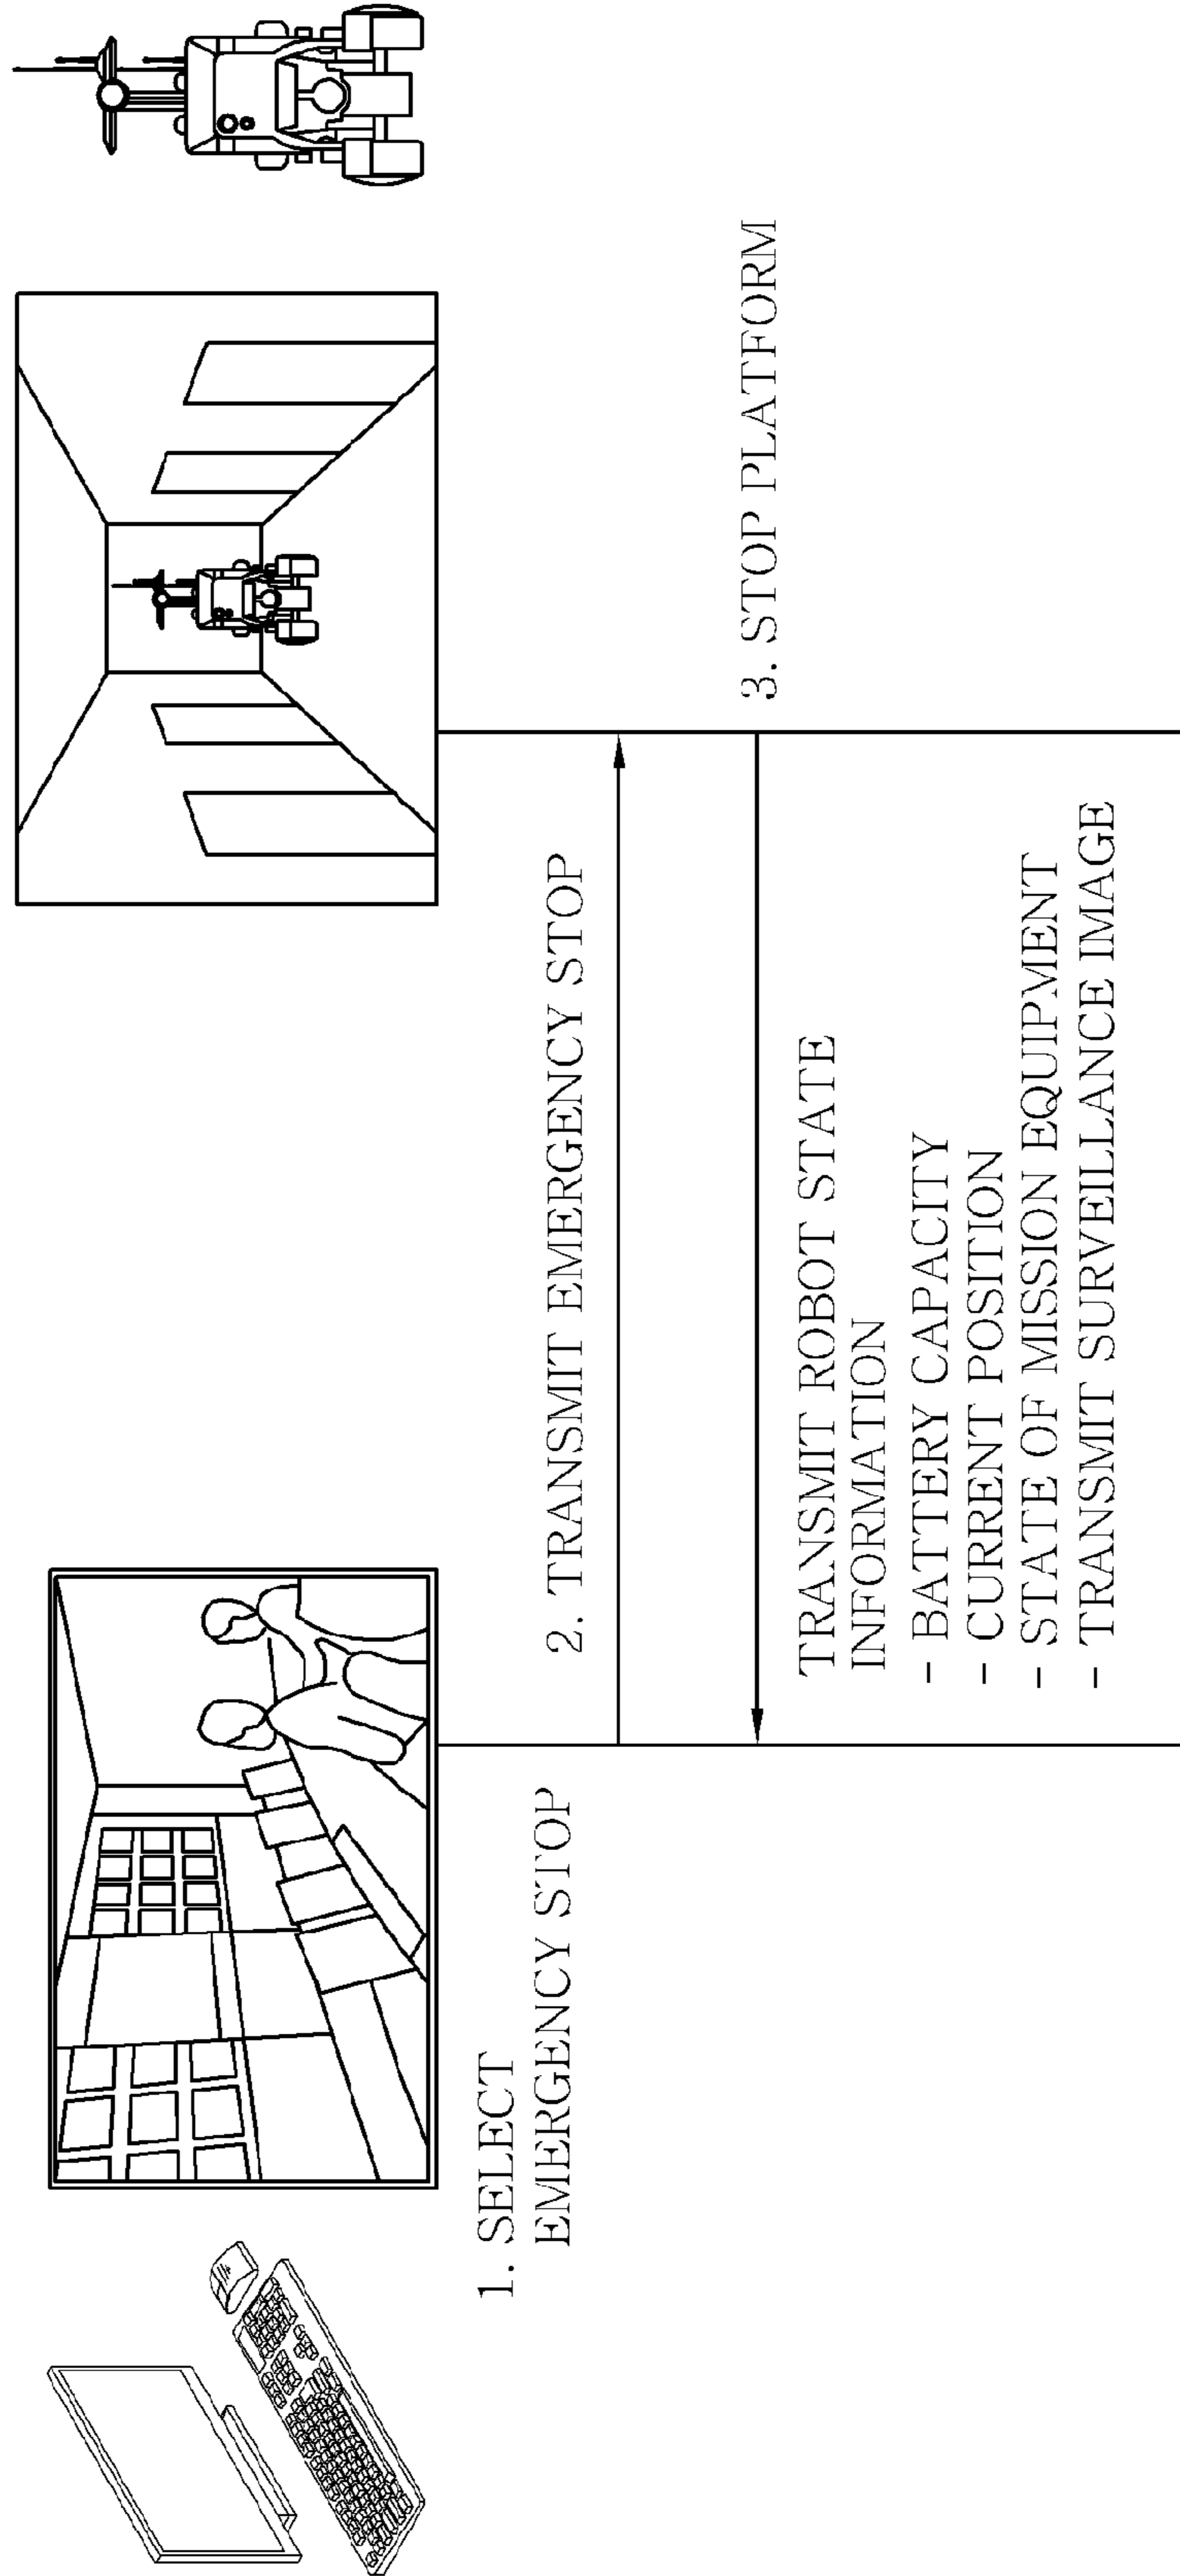 1. SELECT
EMERGENCY STOP
2. TRANSMIT EMERGENCY STOP
3. STOP PLATFORM
TRANSMIT ROBOT STATE
INFORMATION
- BATTERY CAPACITY
- CURRENT POSITION
- STATE OF MISSION EQUIPMENT
- TRANSMIT SURVEILLANCE IMAGE